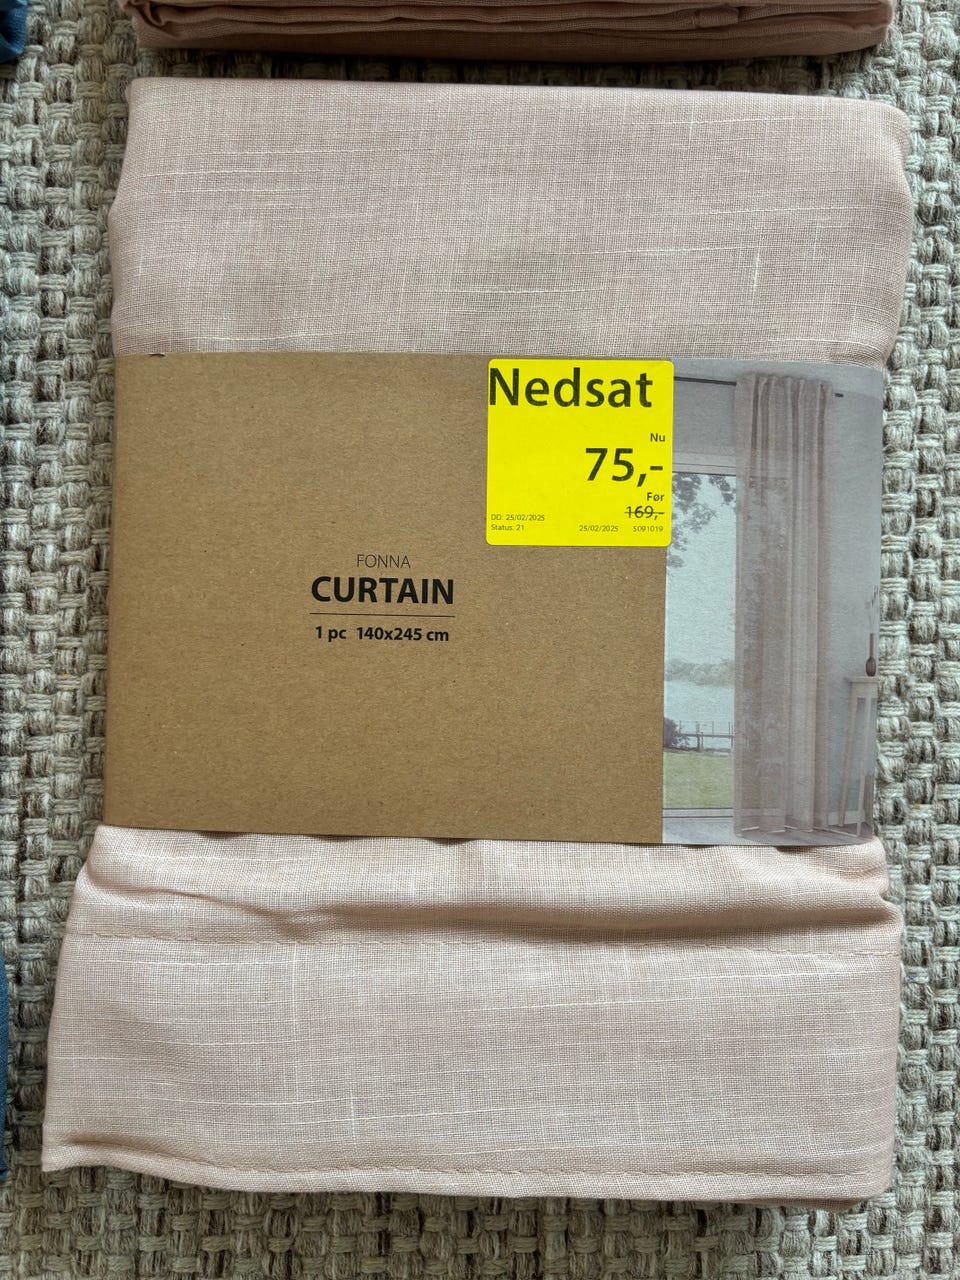 Nedsat
Nu
75,-
Før
169,-
DD: 25/02/2025
Status: 21 25/02/2025 5091019
FONNA
CURTAIN
1 pc 140x245 cm